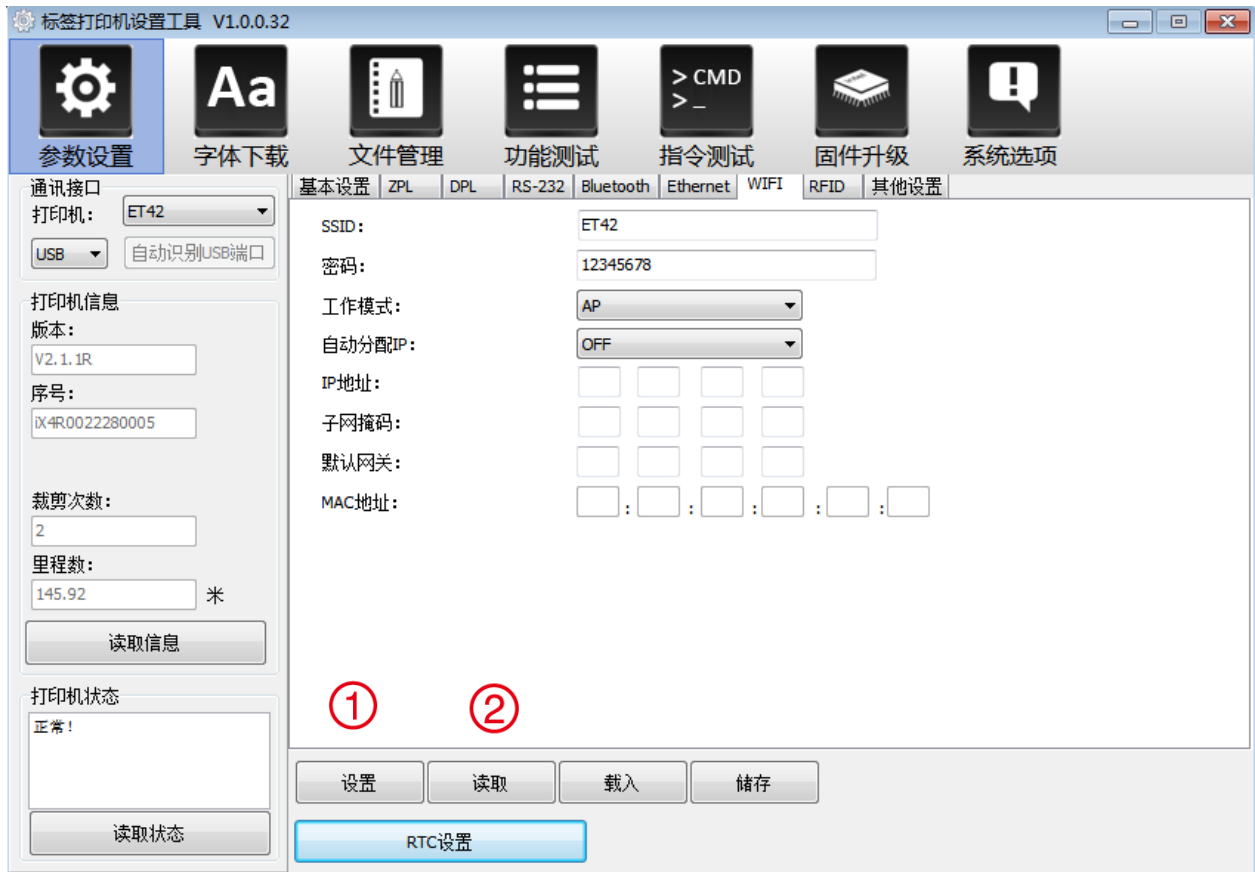 标签打印机设置工具 V1.0.0.32
Aa
> CMD
> _
参数设置 字体下载 文件管理 功能测试 指令测试 固件升级 系统选项
通讯接口
打印机: ET42
USB 自动识别USB端口
打印机信息
版本:
V2.1.1R
序号:
iX4R0022280005
裁剪次数:
2
里程数:
145.92 米
读取信息
打印机状态
正常!
读取状态
基本设置 ZPL DPL RS-232 Bluetooth Ethernet WIFI RFID 其他设置
SSID: ET42
密码: 12345678
工作模式: AP
自动分配IP: OFF
IP地址:
子网掩码:
默认网关:
MAC地址: : : : : :
① ②
设置 读取 载入 储存
RTC设置